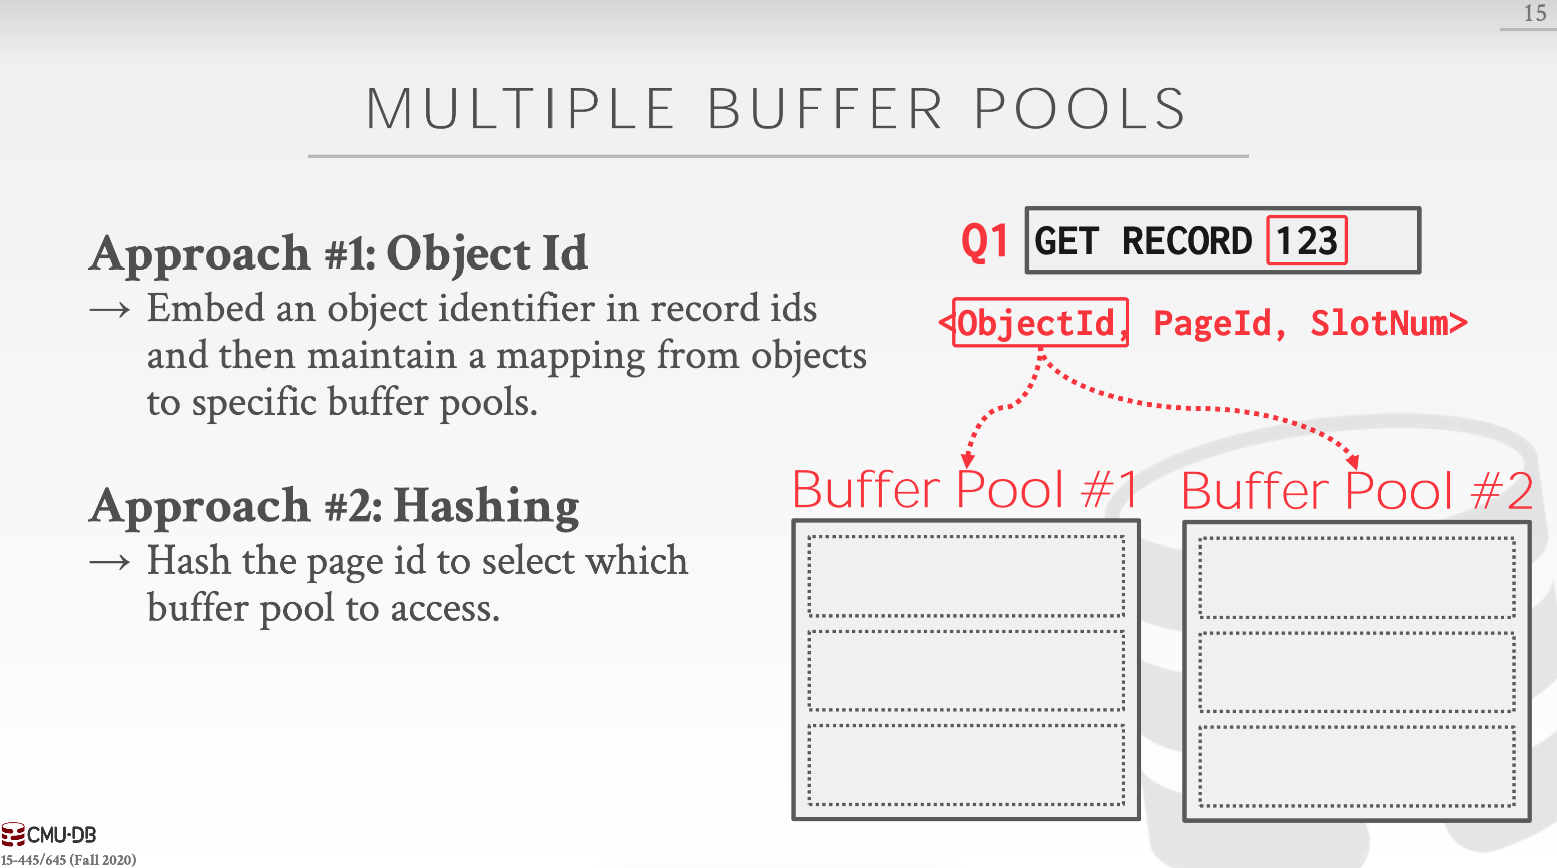 15
MULTIPLE BUFFER POOLS
Approach #1: Object Id
→ Embed an object identifier in record ids
and then maintain a mapping from objects
to specific buffer pools.
Approach #2: Hashing
→ Hash the page id to select which
buffer pool to access.
Q1 GET RECORD 123
<ObjectId, PageId, SlotNum>
Buffer Pool #1
Buffer Pool #2
CMU·DB
15-445/645 (Fall 2020)